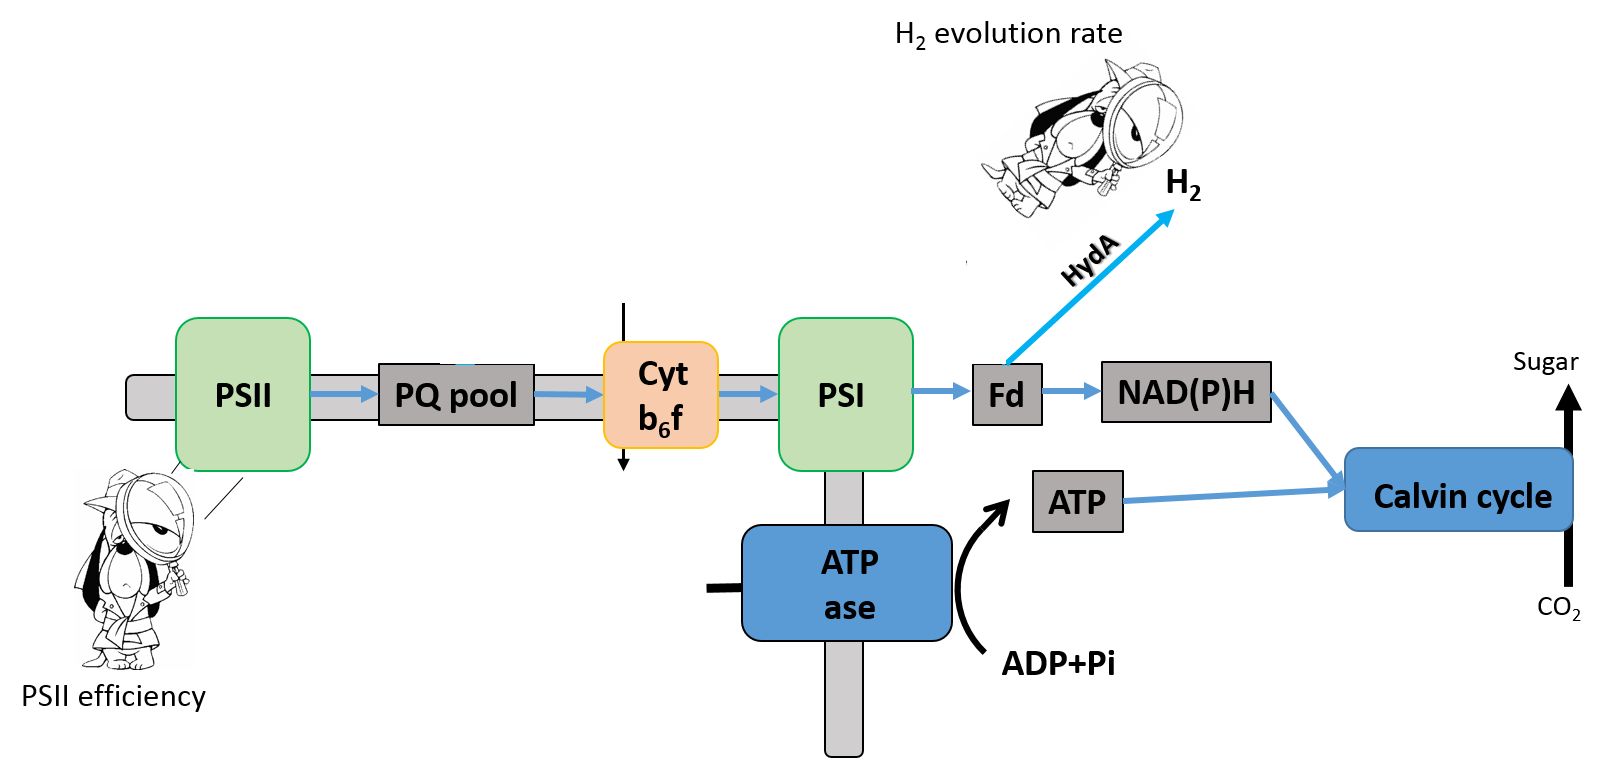 H₂ evolution rate
H₂
HydA
PSII
PQ pool
Cyt
b₆f
PSI
Fd
NAD(P)H
Sugar
ATP
Calvin cycle
ATP
ase
CO₂
ADP+Pi
PSII efficiency